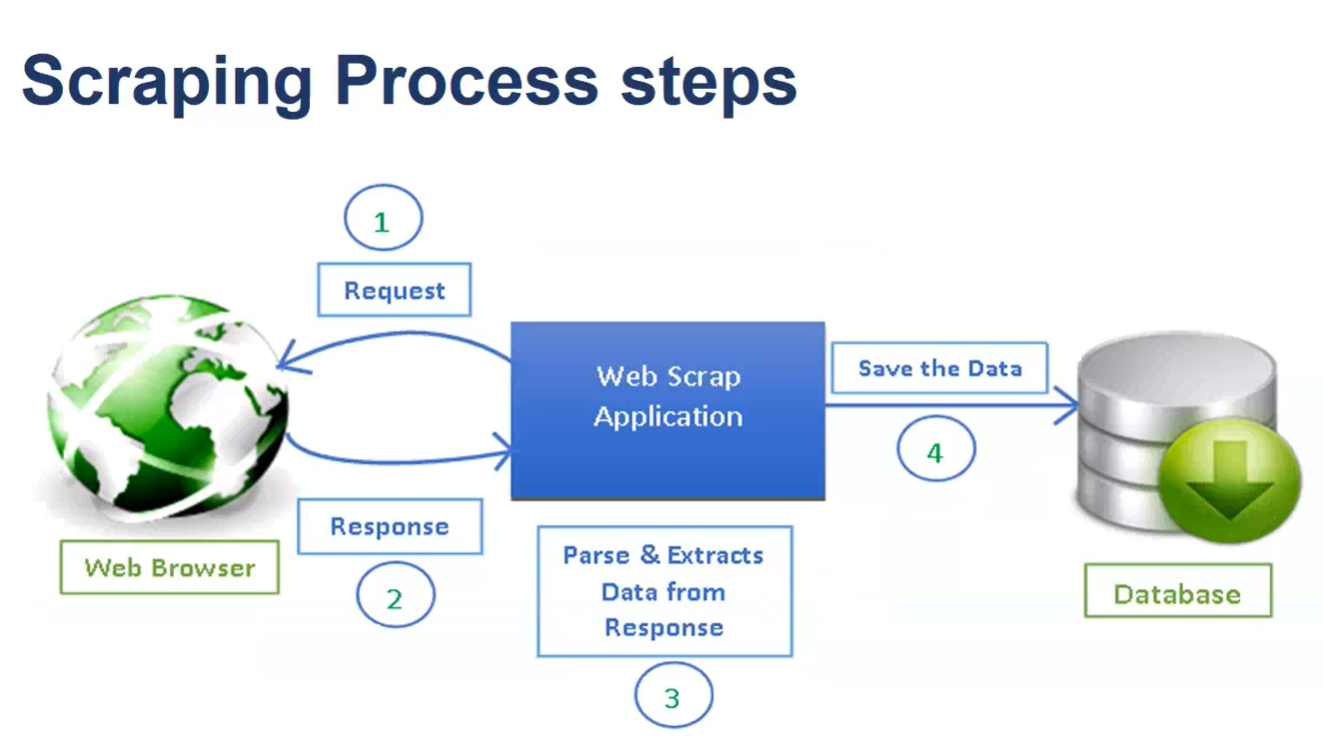 Scraping Process steps
1
Request
Web Scrap
Application
Save the Data
4
Response
2
Web Browser
Parse & Extracts
Data from
Response
3
Database